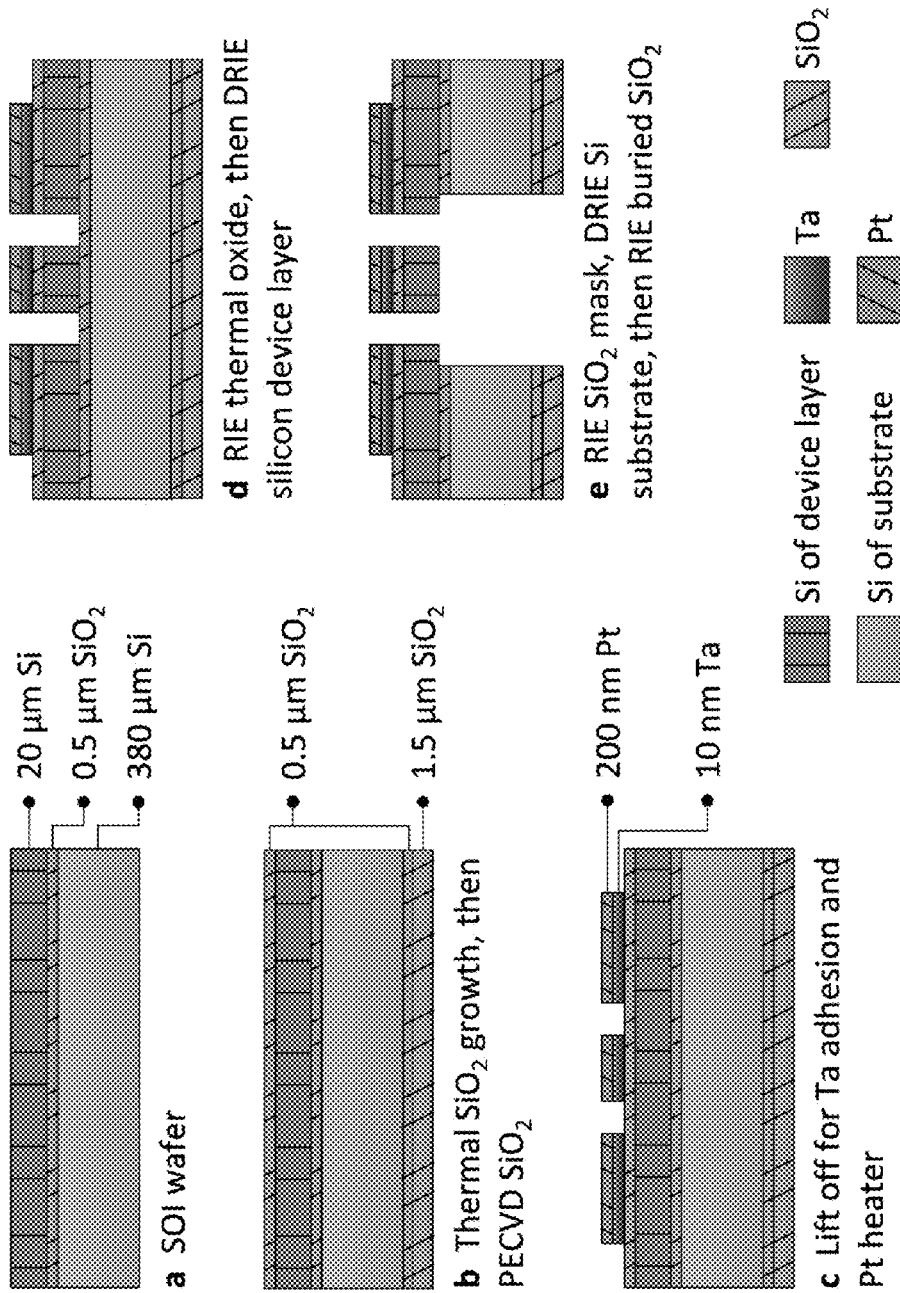 20 μm Si
0.5 μm SiO₂
380 μm Si
a SOI wafer
0.5 μm SiO₂
1.5 μm SiO₂
b Thermal SiO₂ growth, then
PECVD SiO₂
200 nm Pt
10 nm Ta
c Lift off for Ta adhesion and
Pt heater
d RIE thermal oxide, then DRIE
silicon device layer
e RIE SiO₂ mask, DRIE Si
substrate, then RIE buried SiO₂
Si of device layer
Ta
SiO₂
Si of substrate
Pt